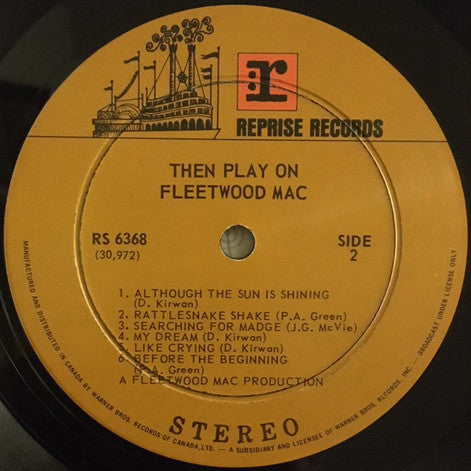 r
REPRISE RECORDS
THEN PLAY ON
FLEETWOOD MAC
RS 6368
(30,972)
SIDE
2
1. ALTHOUGH THE SUN IS SHINING
(D. Kirwan)
2. RATTLESNAKE SHAKE (P.A. Green)
3. SEARCHING FOR MADGE (J.G. McVie)
4. MY DREAM (D. Kirwan)
5. LIKE CRYING (D. Kirwan)
6. BEFORE THE BEGINNING
(P.A. Green)
A FLEETWOOD MAC PRODUCTION
STEREO
MANUFACTURED AND DISTRIBUTED IN CANADA BY WARNER BROS. RECORDS OF CANADA, LTD. — A SUBSIDIARY AND LICENSEE OF WARNER BROS. RECORDS, INC. — BROADCAST UNDER LICENSE ONLY